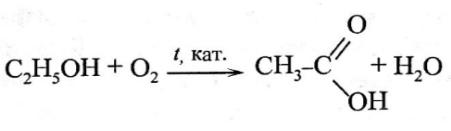 C₂H₅OH + O₂ t, кат. CH₃–C O OH + H₂O